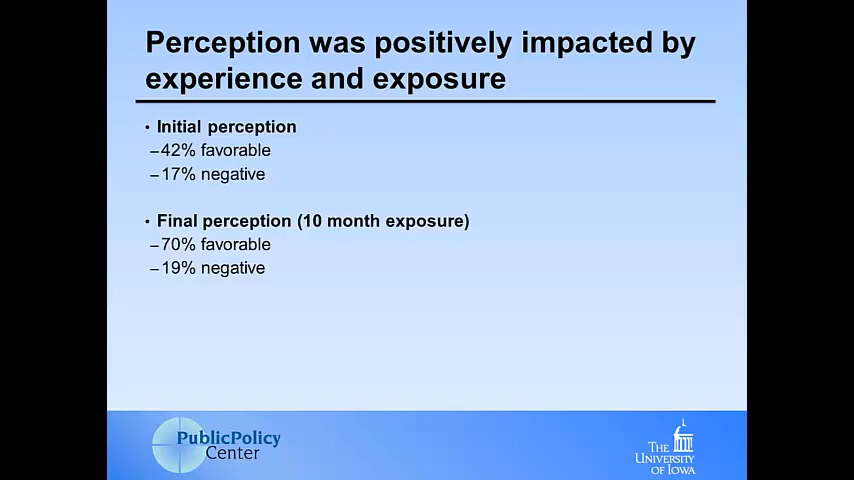 Perception was positively impacted by
experience and exposure
• Initial perception
–42% favorable
–17% negative
• Final perception (10 month exposure)
–70% favorable
–19% negative
PublicPolicy
Center
THE
UNIVERSITY
OF IOWA